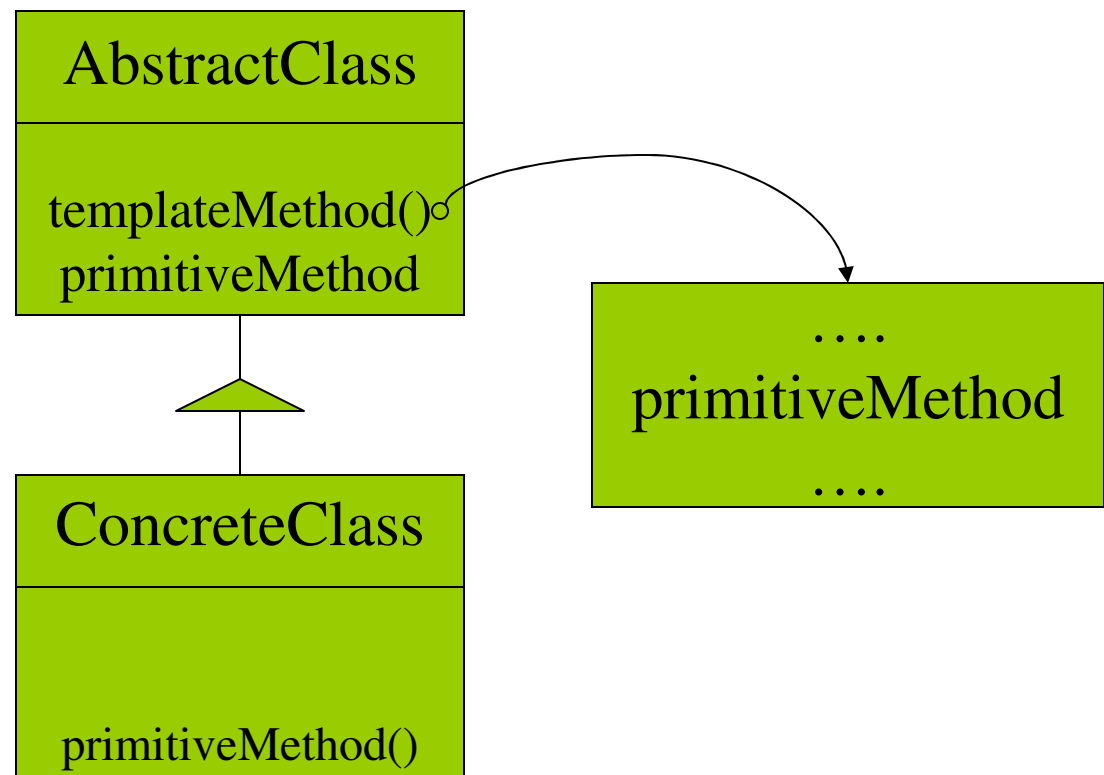 AbstractClass
templateMethod()
primitiveMethod
....
primitiveMethod
....
ConcreteClass
primitiveMethod()